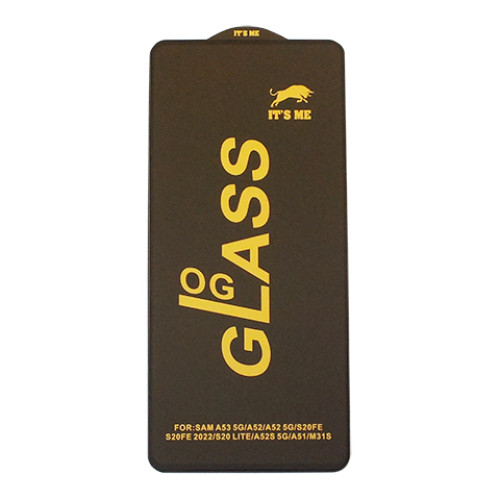 IT'S ME
IT'S ME
OG
GLASS
FOR:SAM A53 5G/A52/A52 5G/S20FE
S20FE 2022/S20 LITE/A52S 5G/A51/M31S